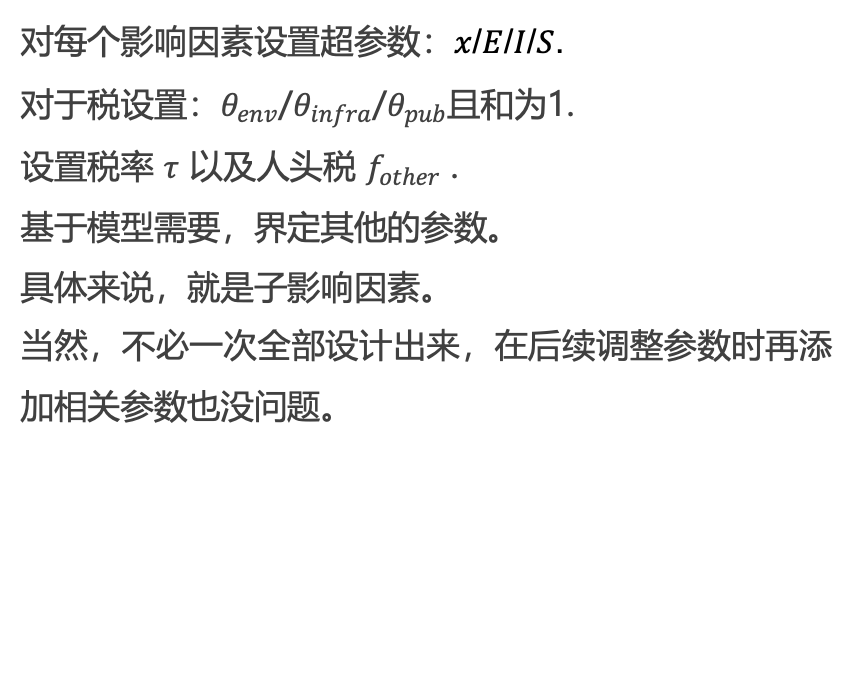 对每个影响因素设置超参数：x/E/I/S.
对于税设置：θ_env/θ_infra/θ_pub且和为1.
设置税率 τ 以及人头税 f_other .
基于模型需要，界定其他的参数。
具体来说，就是子影响因素。
当然，不必一次全部设计出来，在后续调整参数时再添
加相关参数也没问题。